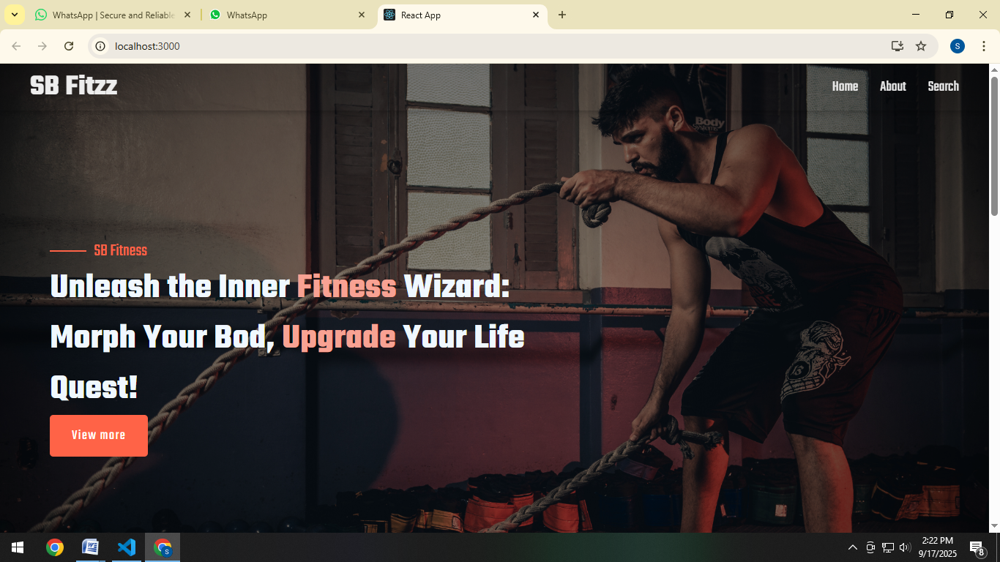 WhatsApp | Secure and Reliable
WhatsApp
React App
localhost:3000
S
SB Fitzz
Home
About
Search
Body
Systems
SB Fitness
Unleash the Inner Fitness Wizard:
Morph Your Bod, Upgrade Your Life
Quest!
View more
W
S
2:22 PM
9/17/2025
8